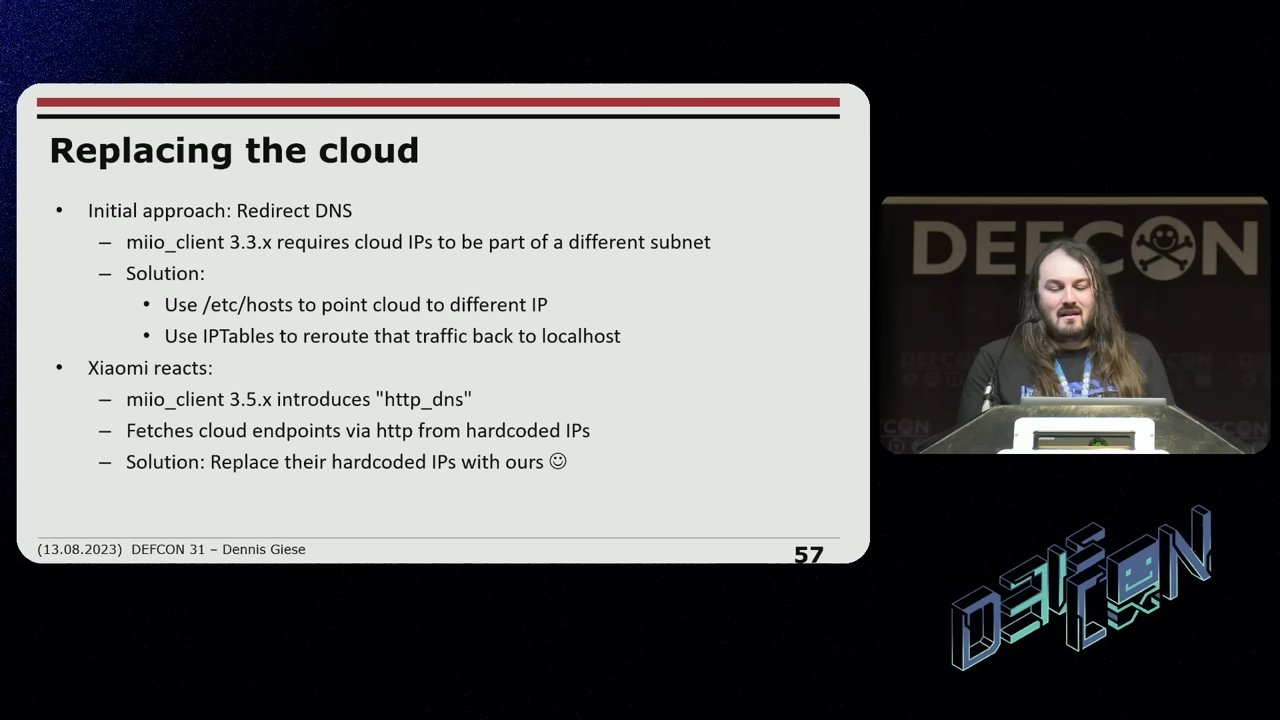 Replacing the cloud
• Initial approach: Redirect DNS
– miio_client 3.3.x requires cloud IPs to be part of a different subnet
– Solution:
• Use /etc/hosts to point cloud to different IP
• Use IPTables to reroute that traffic back to localhost
• Xiaomi reacts:
– miio_client 3.5.x introduces "http_dns"
– Fetches cloud endpoints via http from hardcoded IPs
– Solution: Replace their hardcoded IPs with ours ☺
(13.08.2023) DEFCON 31 – Dennis Giese
57
DEFCON
DEFCON